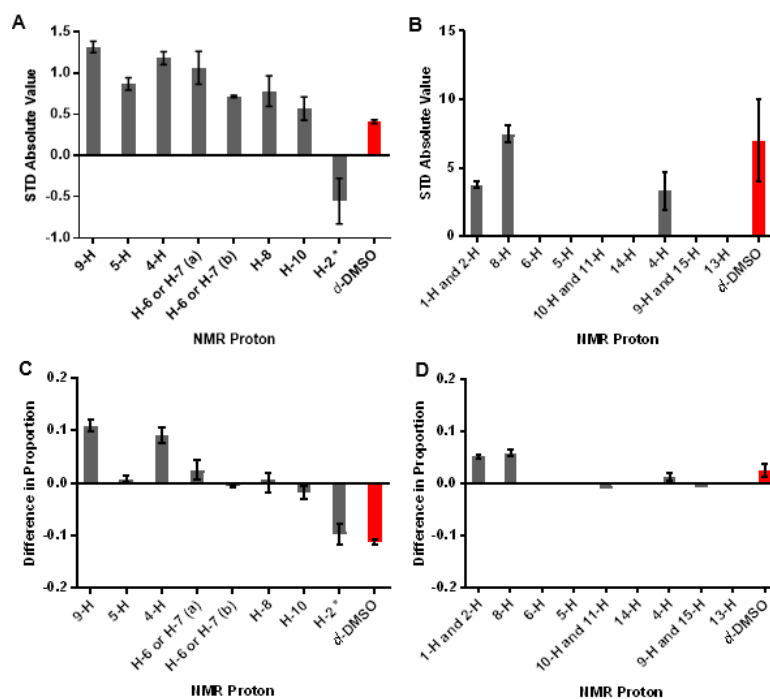 A
STD Absolute Value
1.5
1.0
0.5
0.0
-0.5
-1.0
9-H
5-H
4-H
H-6 or H-7 (a)
H-6 or H-7 (b)
H-8
H-10
H-2 *
d-DMSO
NMR Proton
B
STD Absolute Value
15
10
5
0
1-H and 2-H
8-H
6-H
5-H
10-H and 11-H
14-H
4-H
9-H and 15-H
13-H
d-DMSO
NMR Proton
C
Difference in Proportion
0.2
0.1
0.0
-0.1
-0.2
9-H
5-H
4-H
H-6 or H-7 (a)
H-6 or H-7 (b)
H-8
H-10
H-2 *
d-DMSO
NMR Proton
D
Difference in Proportion
0.2
0.1
0.0
-0.1
-0.2
1-H and 2-H
8-H
6-H
5-H
10-H and 11-H
14-H
4-H
9-H and 15-H
13-H
d-DMSO
NMR Proton